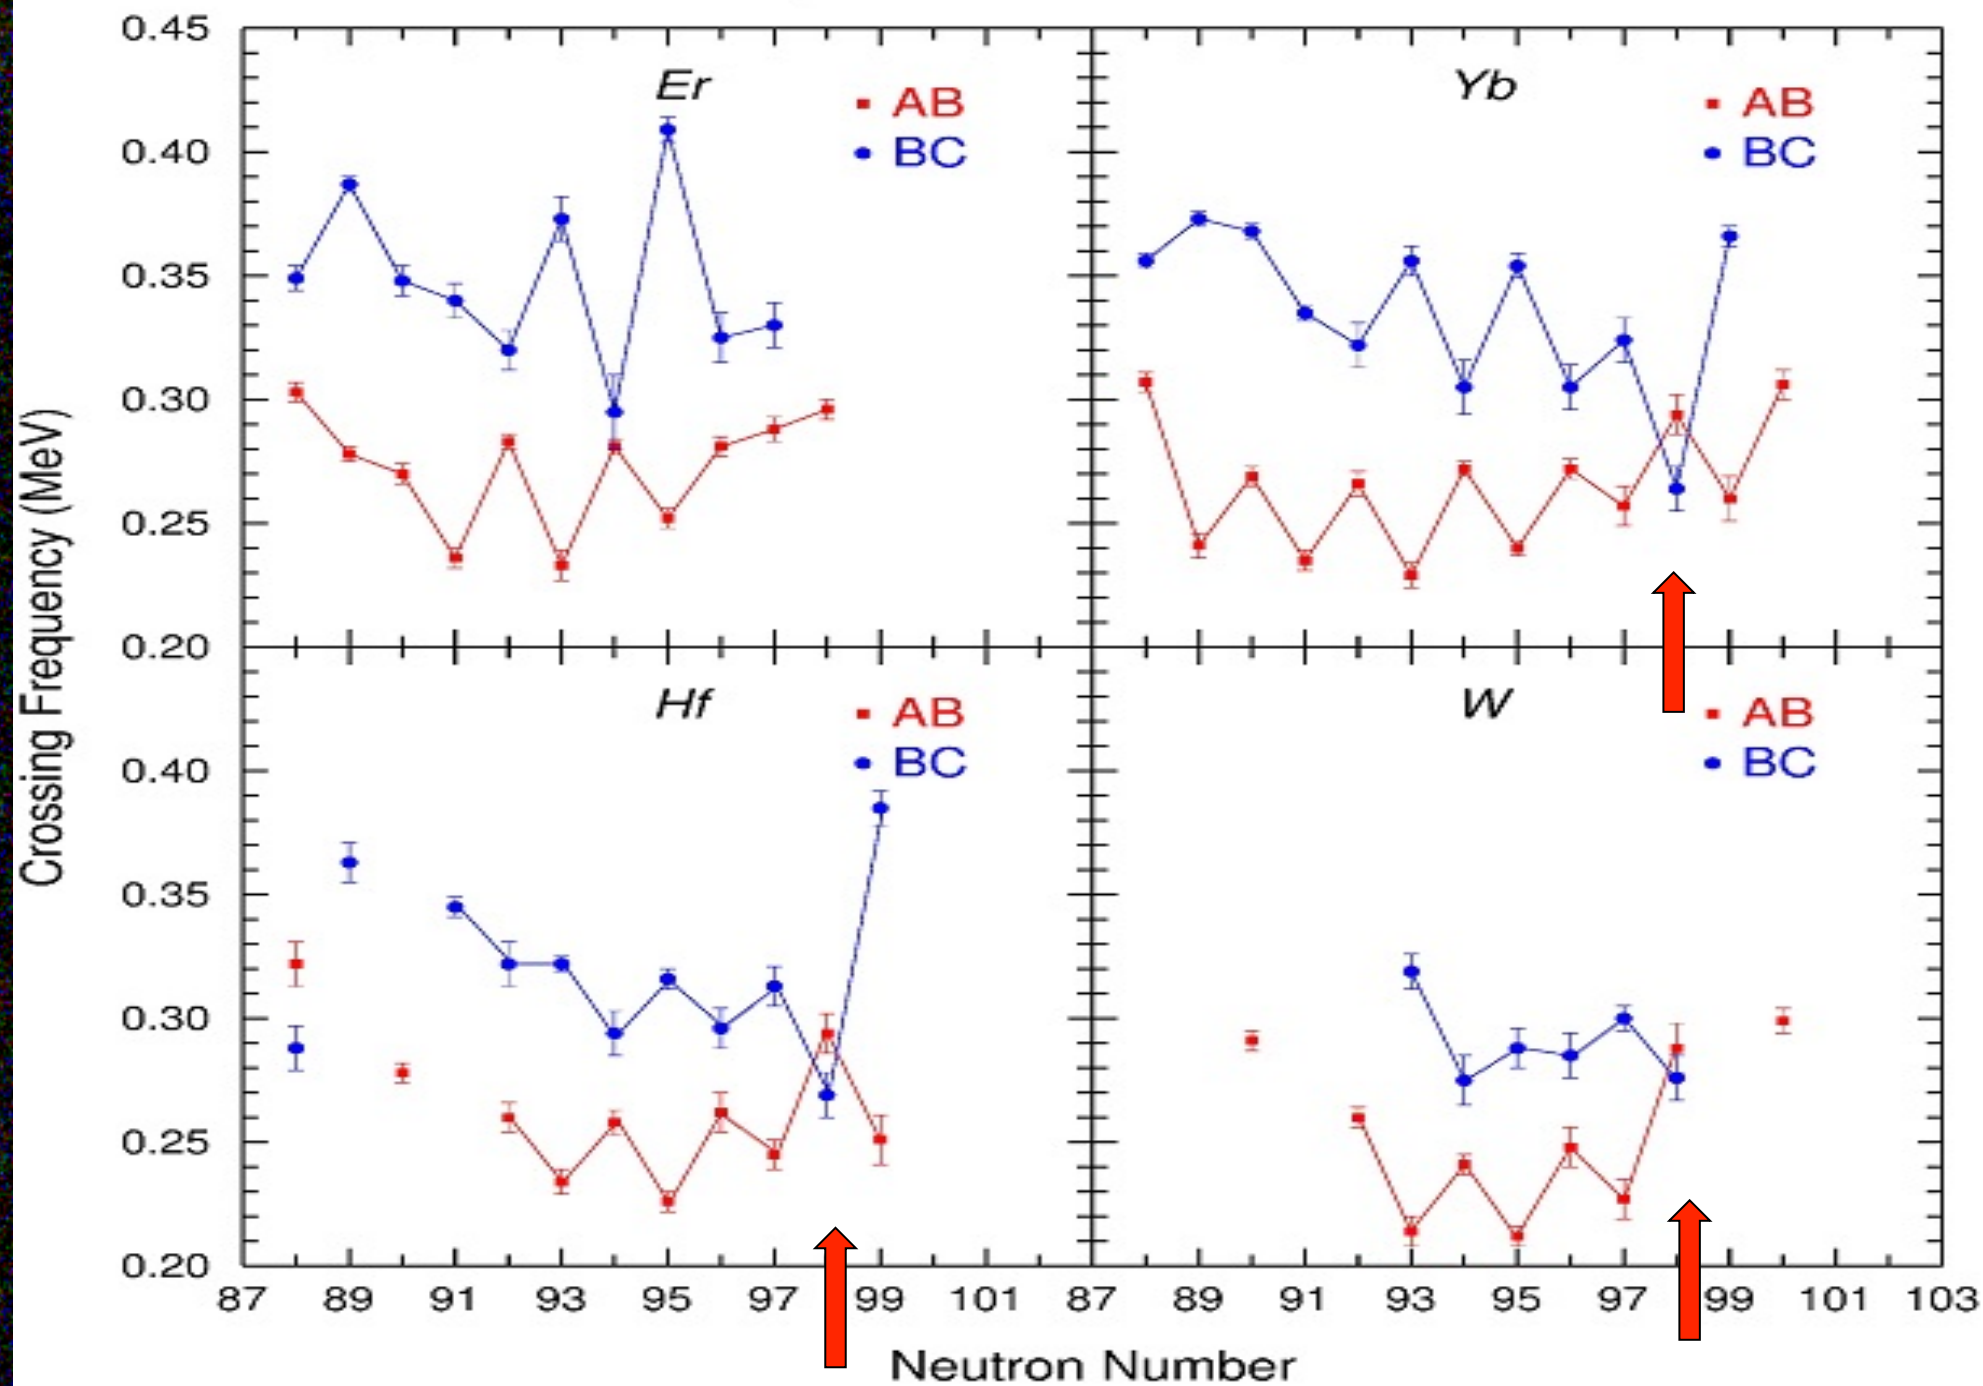 Crossing Frequency (MeV)
0.45
0.40
0.35
0.30
0.25
0.20
Er
AB
BC
Yb
AB
BC
0.40
0.35
0.30
0.25
0.20
Hf
AB
BC
W
AB
BC
87 89 91 93 95 97 99 101 87 89 91 93 95 97 99 101 103
Neutron Number